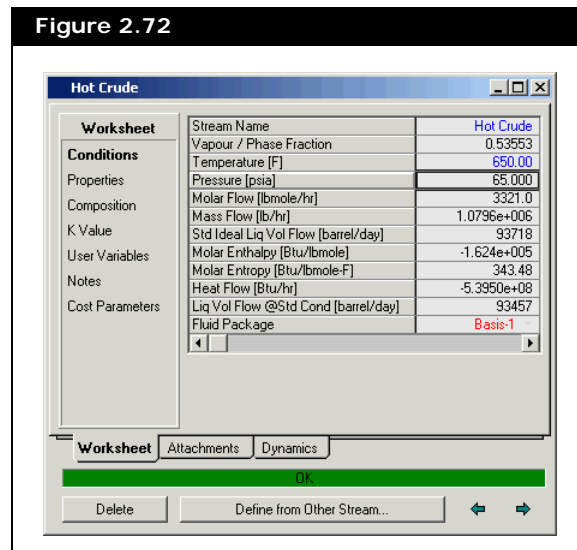 Figure 2.72
Hot Crude
Worksheet
Conditions
Properties
Composition
K Value
User Variables
Notes
Cost Parameters
Stream Name Hot Crude
Vapour / Phase Fraction 0.53553
Temperature [F] 650.00
Pressure [psia] 65.000
Molar Flow [lbmole/hr] 3321.0
Mass Flow [lb/hr] 1.0796e+006
Std Ideal Liq Vol Flow [barrel/day] 93718
Molar Enthalpy [Btu/lbmole] -1.624e+005
Molar Entropy [Btu/lbmole-F] 343.48
Heat Flow [Btu/hr] -5.3950e+08
Liq Vol Flow @Std Cond [barrel/day] 93457
Fluid Package Basis-1
Worksheet Attachments Dynamics
OK
Delete Define from Other Stream...